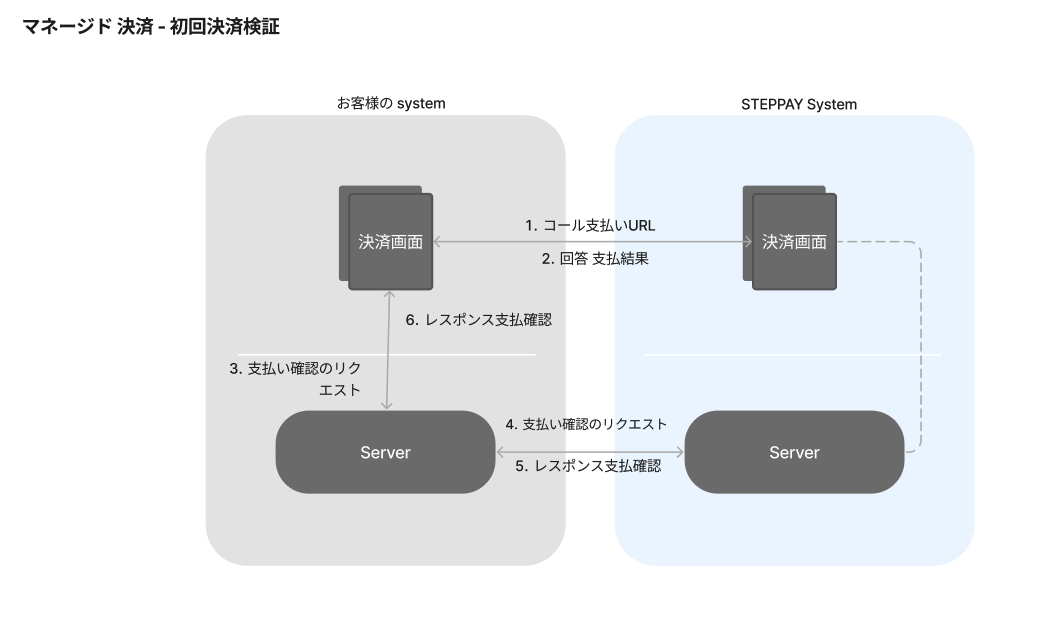 マネージド 決済 - 初回決済検証
お客様の system
STEPPAY System
決済画面
1. コール支払いURL
2. 回答 支払結果
決済画面
6. レスポンス支払確認
3. 支払い確認のリク
エスト
Server
4. 支払い確認のリクエスト
5. レスポンス支払確認
Server